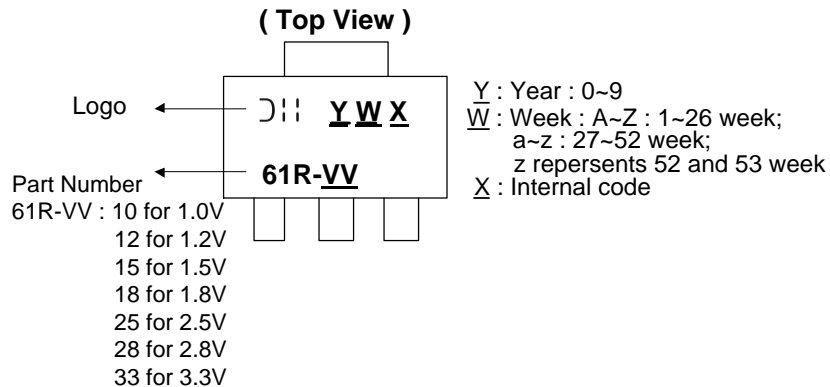 ( Top View )
Logo
Y W X
61R-VV
Y : Year : 0~9
W : Week : A~Z : 1~26 week;
a~z : 27~52 week;
z repersents 52 and 53 week
X : Internal code
Part Number
61R-VV : 10 for 1.0V
12 for 1.2V
15 for 1.5V
18 for 1.8V
25 for 2.5V
28 for 2.8V
33 for 3.3V